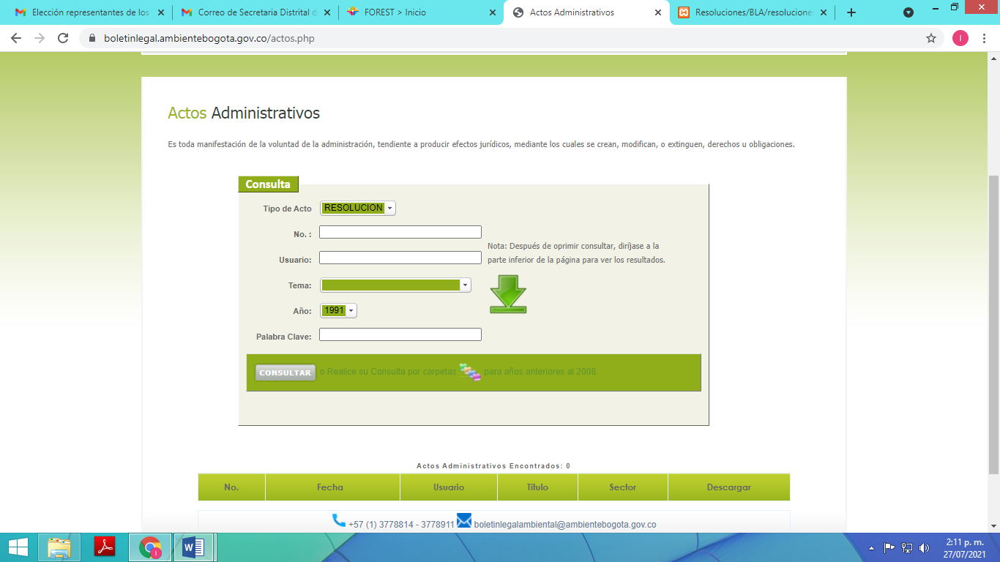 Elección representantes de los
Correo de Secretaria Distrital d
FOREST > Inicio
Actos Administrativos
Resoluciones/BLA/resoluciones
boletinlegal.ambientebogota.gov.co/actos.php
I
Actos Administrativos
Es toda manifestación de la voluntad de la administración, tendiente a producir efectos jurídicos, mediante los cuales se crean, modifican, o extinguen, derechos u obligaciones.
Consulta
Tipo de Acto RESOLUCION
No. :
Usuario:
Nota: Después de oprimir consultar, diríjase a la
parte inferior de la página para ver los resultados.
Tema:
Año: 1991
Palabra Clave:
CONSULTAR o Realice su Consulta por carpetas para años anteriores al 2008.
Actos Administrativos Encontrados: 0
No. Fecha Usuario Título Sector Descargar
+57 (1) 3778814 - 3778911 boletinlegalambiental@ambientebogota.gov.co
2:11 p. m.
27/07/2021